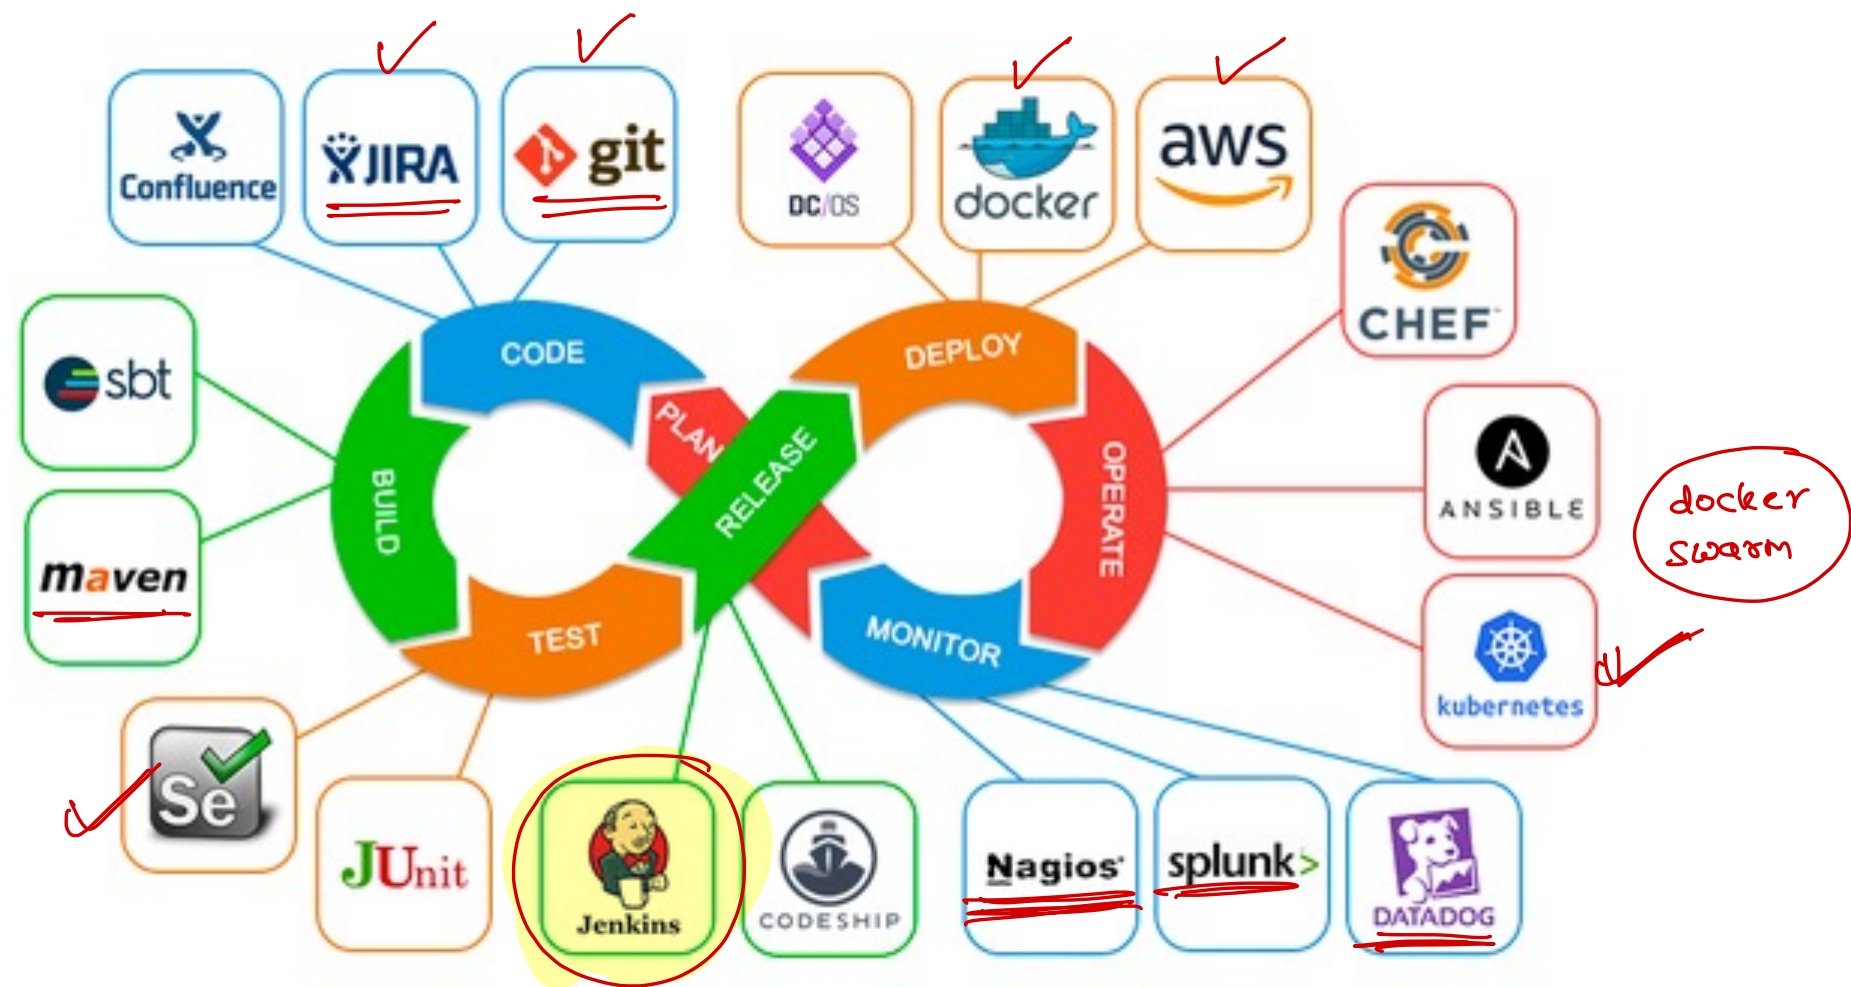 Confluence
JIRA
git
DC/OS
docker
aws
CHEF
sbt
CODE
DEPLOY
PLAN
RELEASE
BUILD
OPERATE
ANSIBLE
docker
swarm
maven
TEST
MONITOR
kubernetes
Se
JUnit
Jenkins
CODESHIP
Nagios®
splunk>
DATADOG